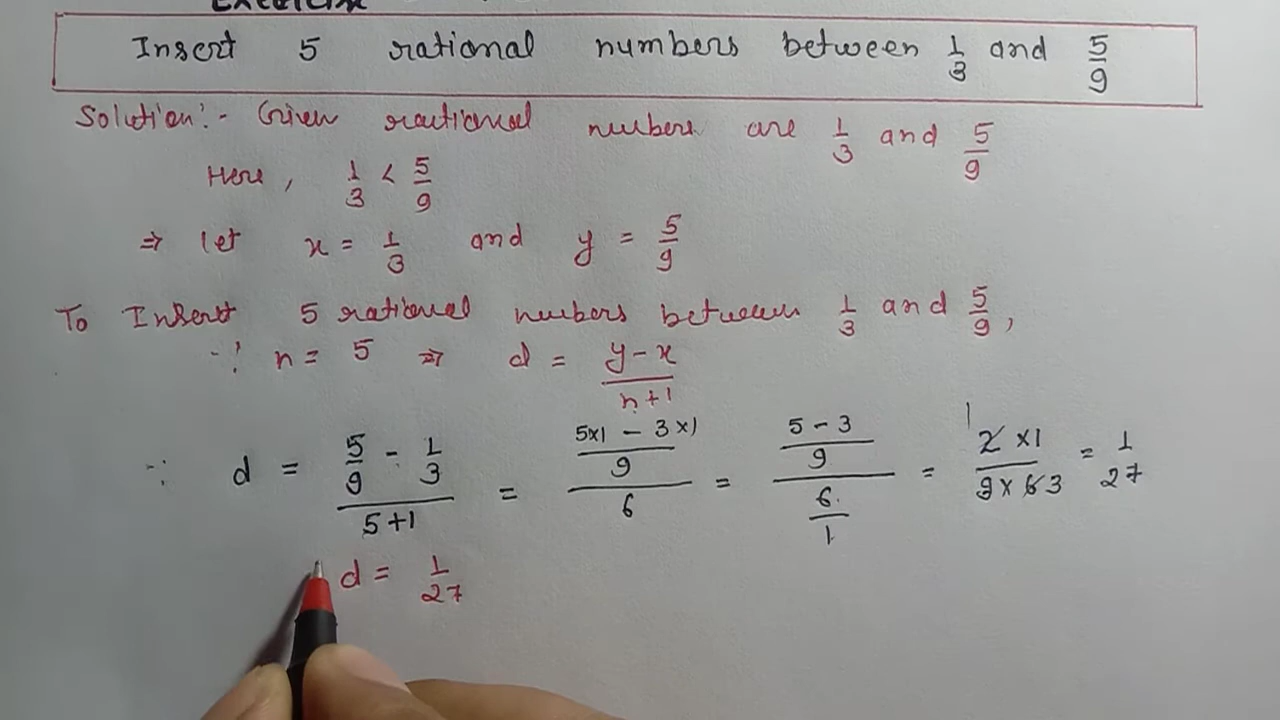 Exercise
Insert 5 rational numbers between 1/3 and 5/9
Solution:- Given rational numbers are 1/3 and 5/9
Here, 1/3 < 5/9
⇒ let x = 1/3 and y = 5/9
To Insert 5 rational numbers between 1/3 and 5/9,
∵ n = 5 ⇒ d = (y-x)/(n+1)
∵ d = (5/9 - 1/3)/(5+1) = ((5×1 - 3×1)/9)/6 = ((5-3)/9)/(6/1) = (2×1)/(9×6) 1 3 = 1/27
d = 1/27